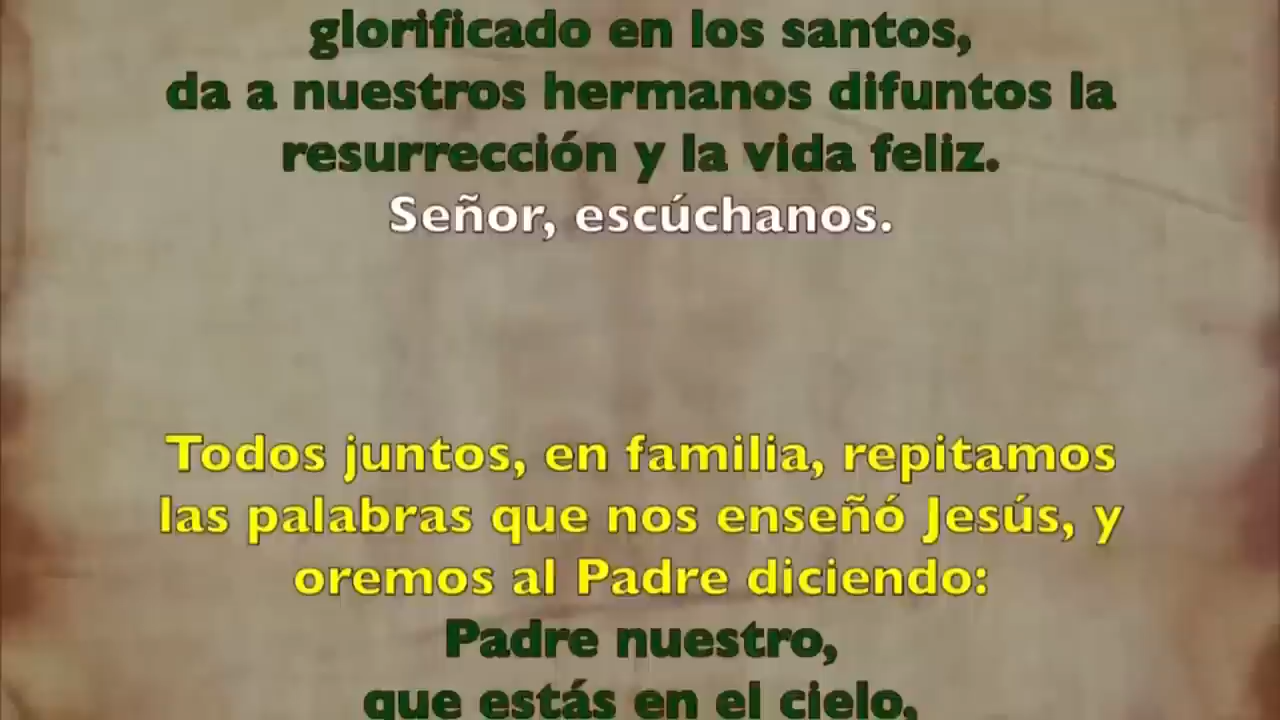 glorificado en los santos,
da a nuestros hermanos difuntos la
resurrección y la vida feliz.
Señor, escúchanos.
Todos juntos, en familia, repitamos
las palabras que nos enseñó Jesús, y
oremos al Padre diciendo:
Padre nuestro,
que estás en el cielo,